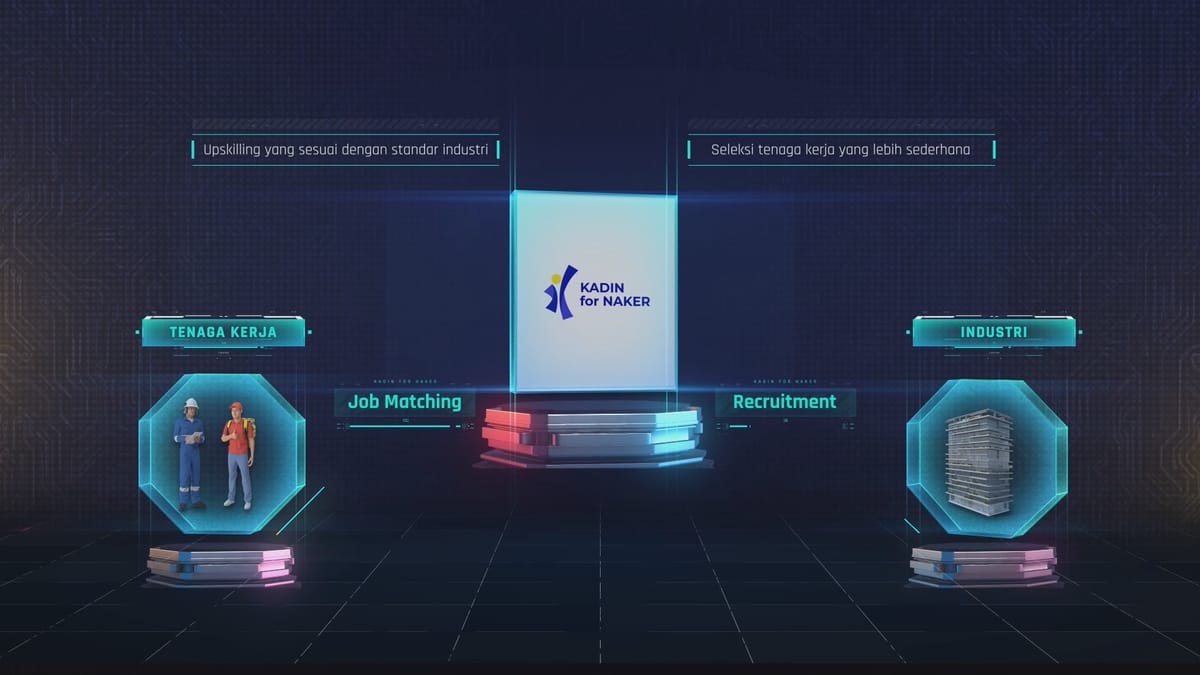 Upskilling yang sesuai dengan standar industri
Seleksi tenaga kerja yang lebih sederhana
KADIN
for NAKER
TENAGA KERJA
INDUSTRI
KADIN FOR NAKER
Job Matching
KADIN FOR NAKER
Recruitment